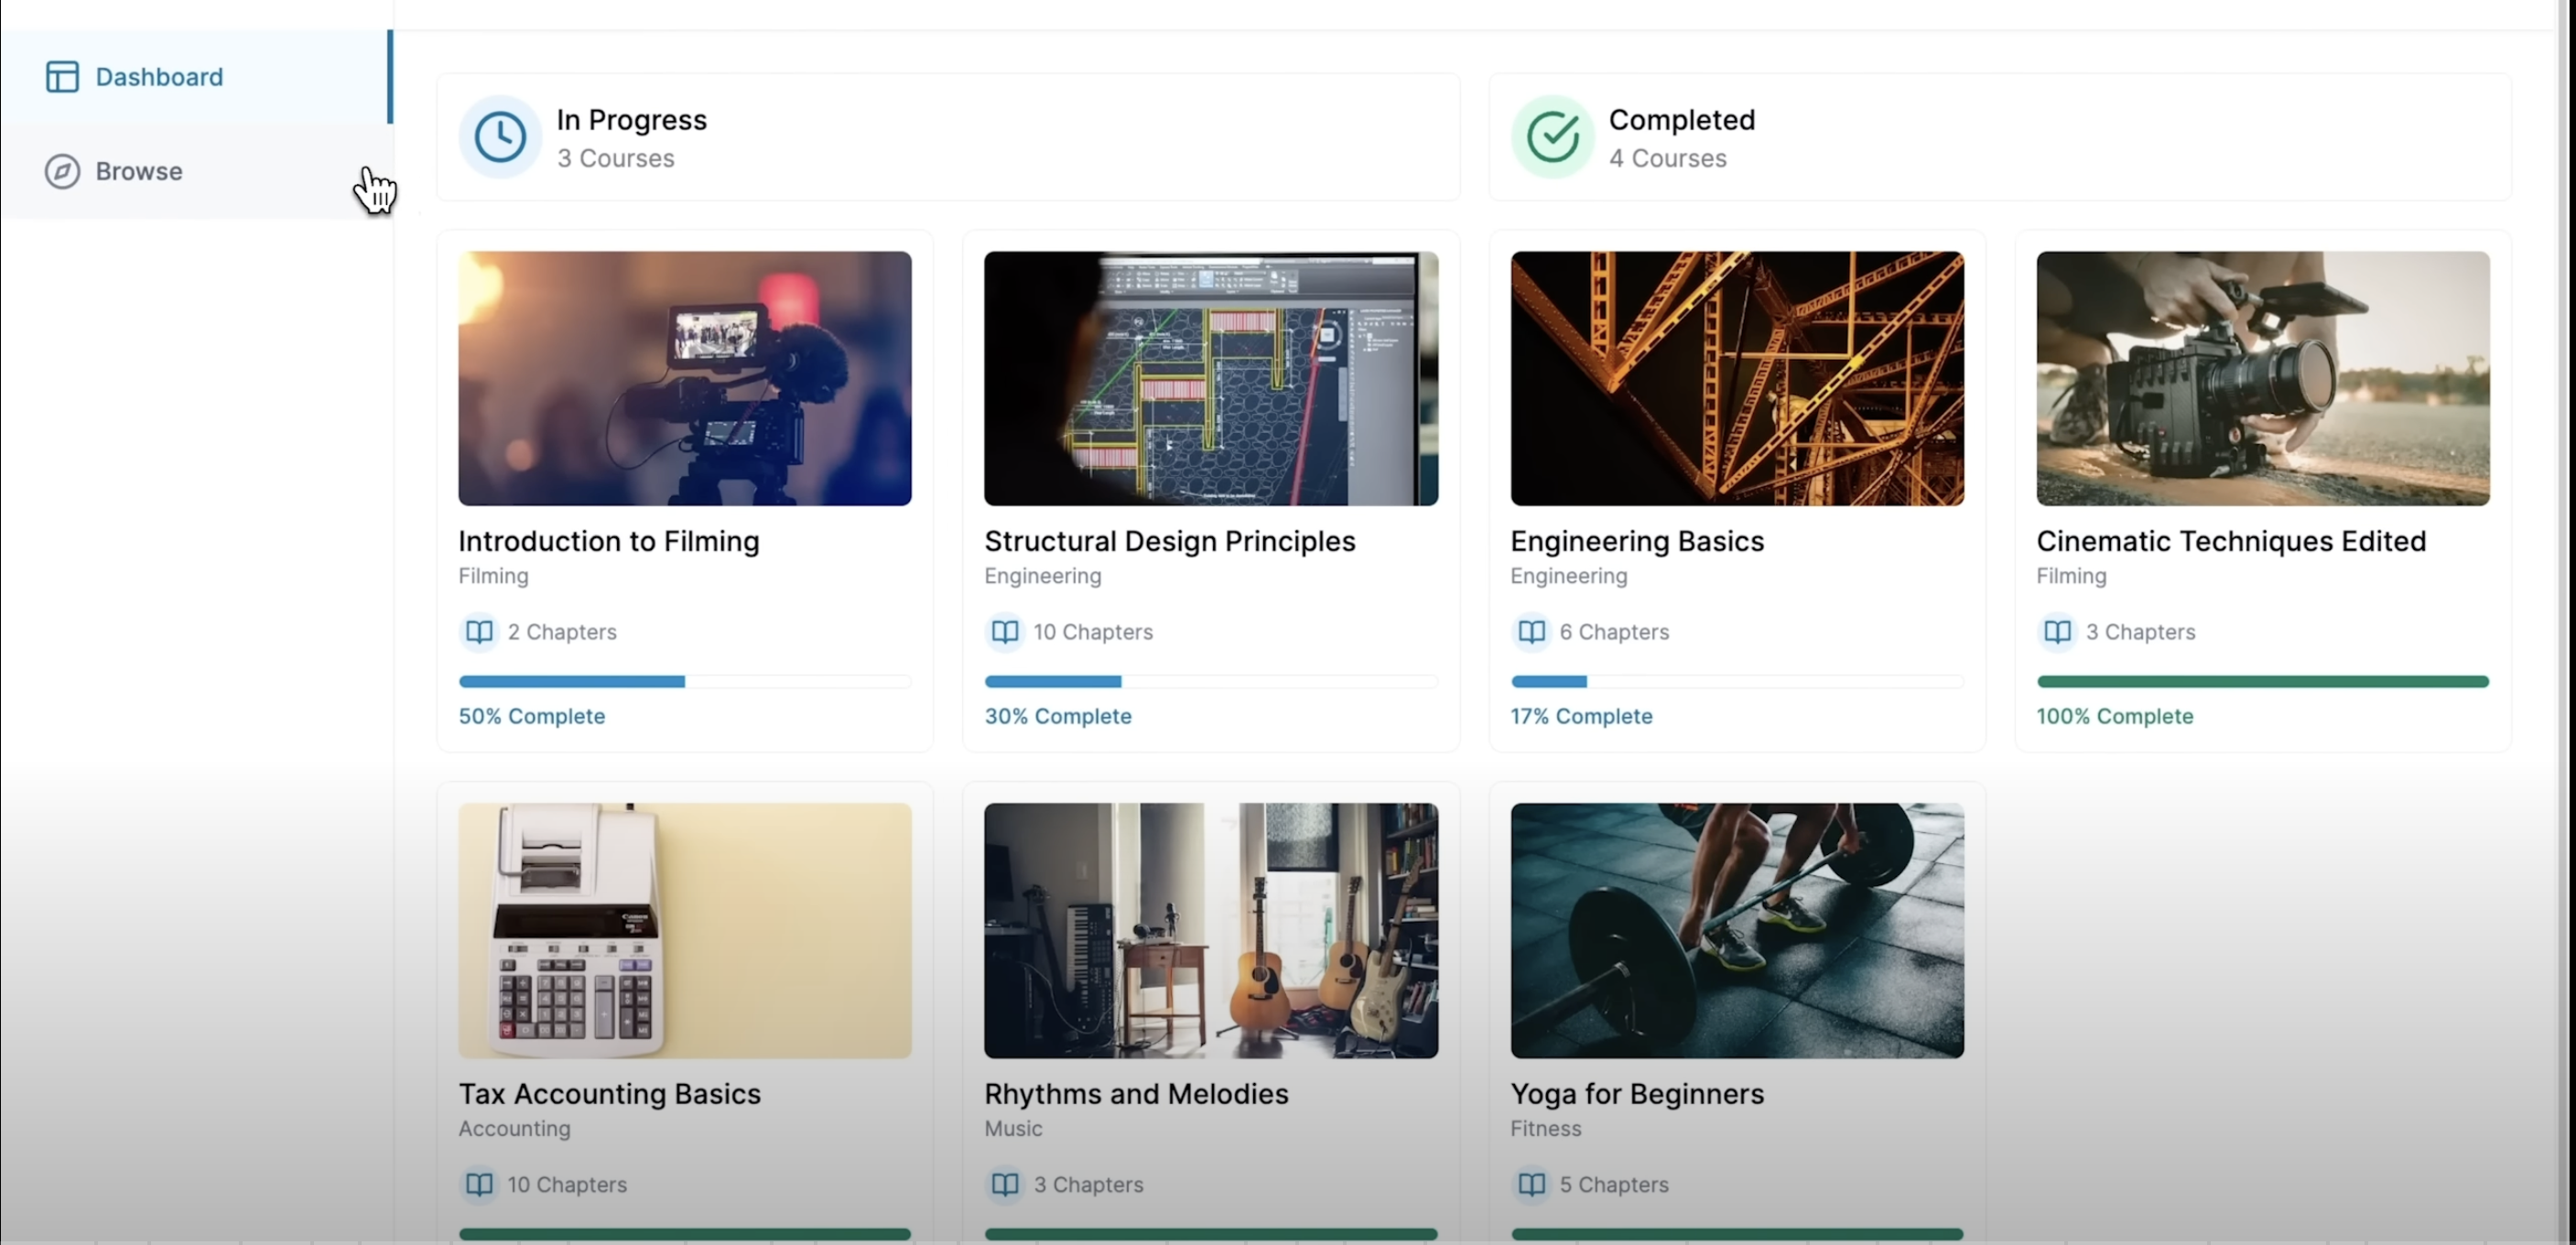 Dashboard
Browse
In Progress
3 Courses
Completed
4 Courses
Introduction to Filming
Filming
2 Chapters
50% Complete
Structural Design Principles
Engineering
10 Chapters
30% Complete
Engineering Basics
Engineering
6 Chapters
17% Complete
Cinematic Techniques Edited
Filming
3 Chapters
100% Complete
Canon
Tax Accounting Basics
Accounting
10 Chapters
Rhythms and Melodies
Music
3 Chapters
Yoga for Beginners
Fitness
5 Chapters